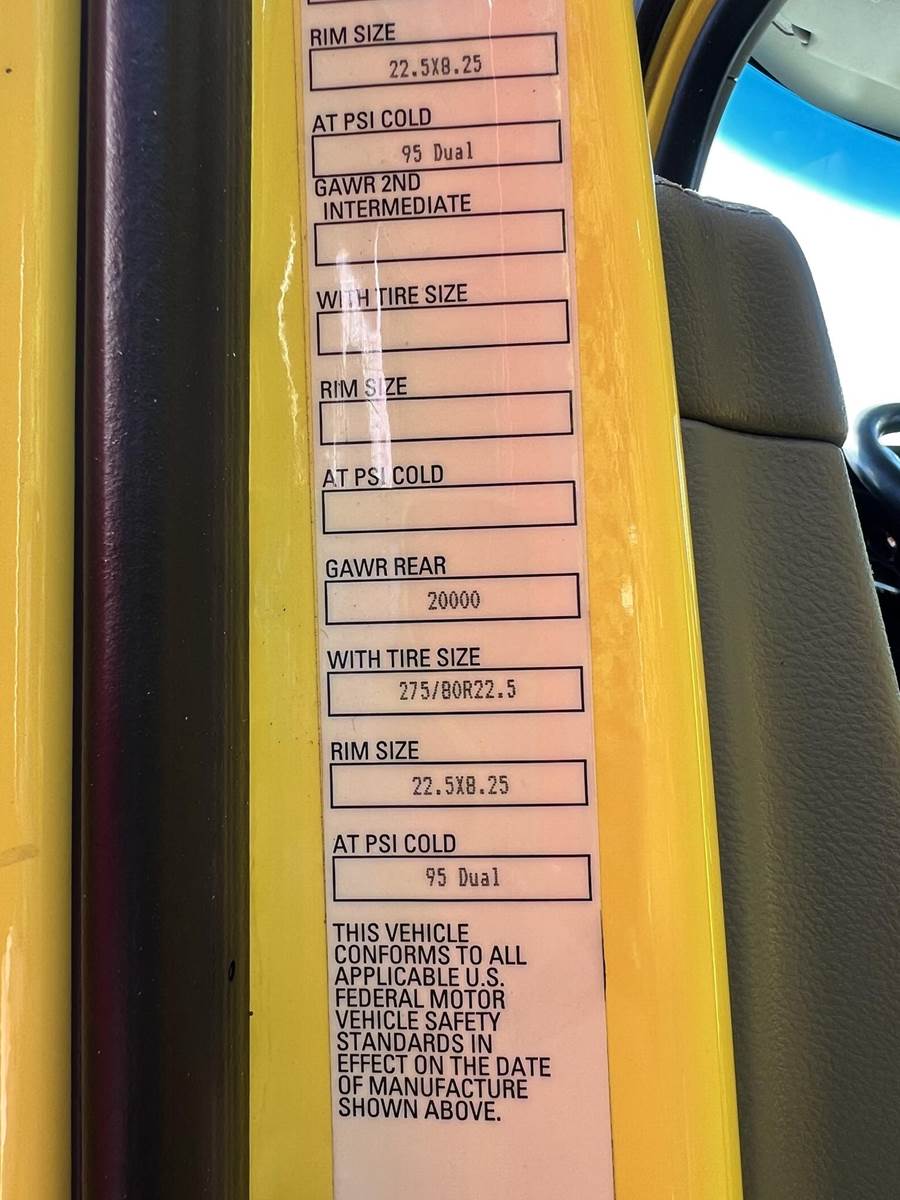 RIM SIZE
22.5X8.25
AT PSI COLD
95 Dual
GAWR 2ND
INTERMEDIATE
WITH TIRE SIZE
RIM SIZE
AT PSI COLD
GAWR REAR
20000
WITH TIRE SIZE
275/80R22.5
RIM SIZE
22.5X8.25
AT PSI COLD
95 Dual
THIS VEHICLE
CONFORMS TO ALL
APPLICABLE U.S.
FEDERAL MOTOR
VEHICLE SAFETY
STANDARDS IN
EFFECT ON THE DATE
OF MANUFACTURE
SHOWN ABOVE.